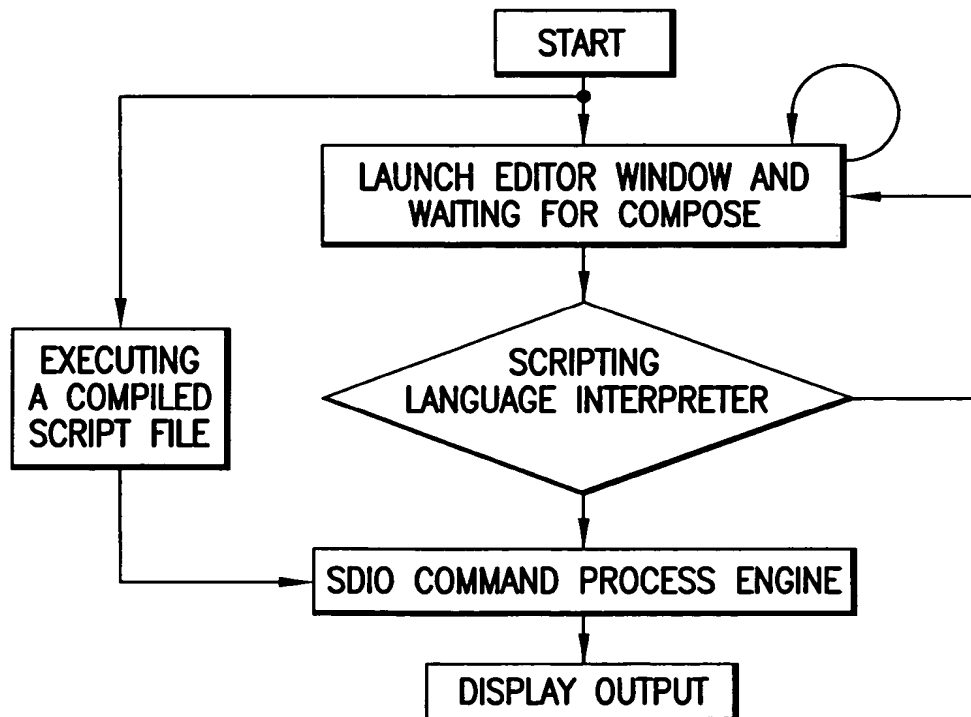 START
LAUNCH EDITOR WINDOW AND
WAITING FOR COMPOSE
EXECUTING
A COMPILED
SCRIPT FILE
SCRIPTING
LANGUAGE INTERPRETER
SDIO COMMAND PROCESS ENGINE
DISPLAY OUTPUT